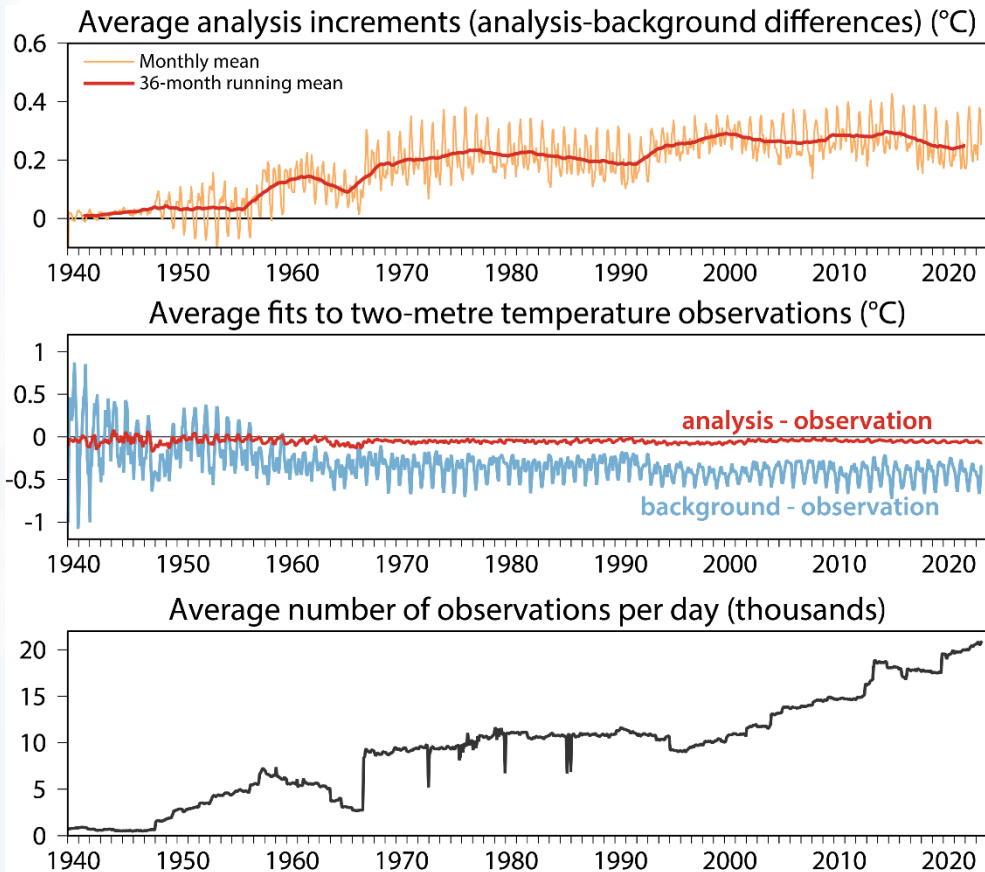 Average analysis increments (analysis-background differences) (°C)
0.6
Monthly mean
36-month running mean
0.4
0.2
0
1940 1950 1960 1970 1980 1990 2000 2010 2020
Average fits to two-metre temperature observations (°C)
1
0.5
0
analysis - observation
-0.5
background - observation
-1
1940 1950 1960 1970 1980 1990 2000 2010 2020
Average number of observations per day (thousands)
20
15
10
5
0
1940 1950 1960 1970 1980 1990 2000 2010 2020